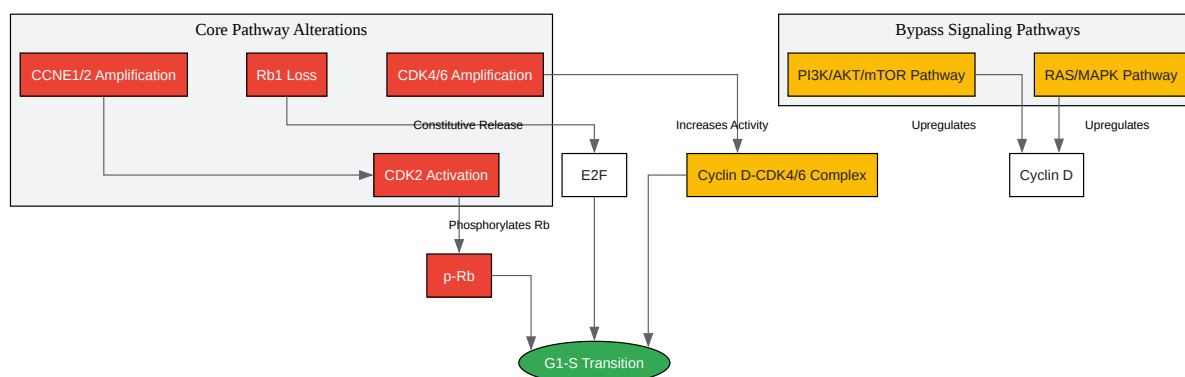 Core Pathway Alterations
Bypass Signaling Pathways
CCNE1/2 Amplification
Rb1 Loss
CDK4/6 Amplification
PI3K/AKT/mTOR Pathway
RAS/MAPK Pathway
Constitutive Release
Increases Activity
Upregulates
Upregulates
CDK2 Activation
E2F
Cyclin D-CDK4/6 Complex
Cyclin D
Phosphorylates Rb
p-Rb
G1-S Transition